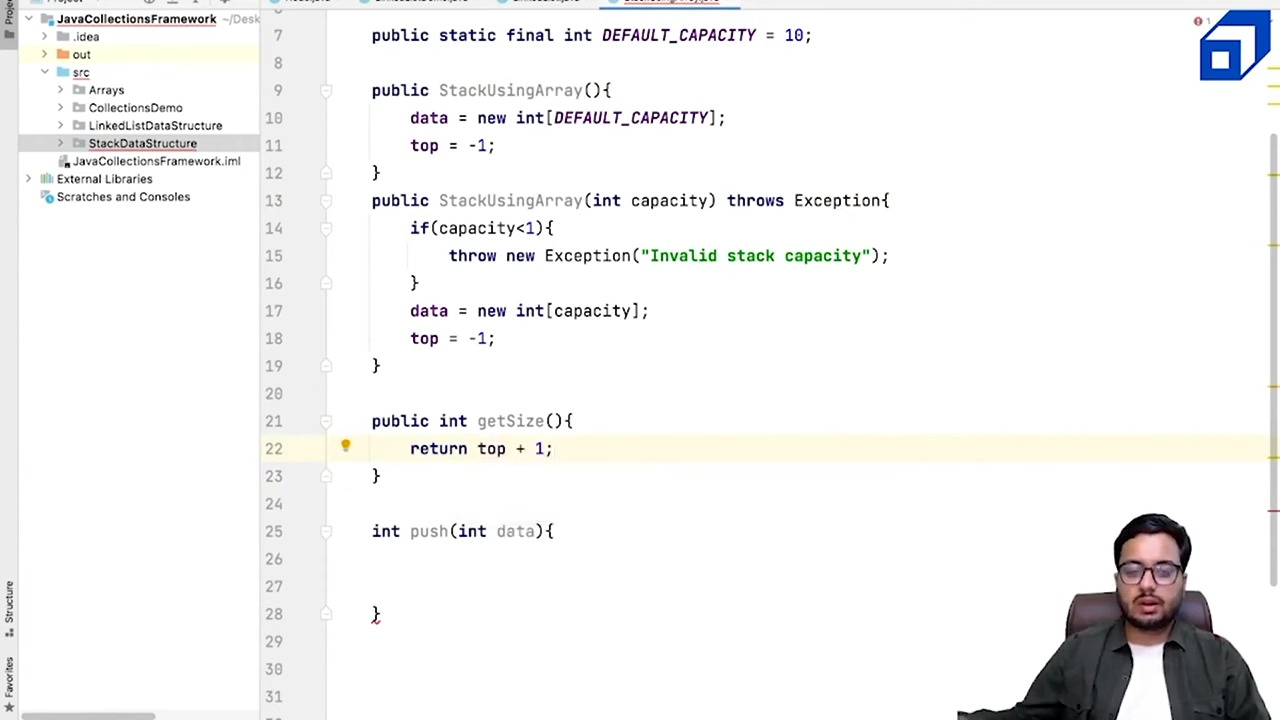 JavaCollectionsFramework ~/Desk
.idea
out
src
Arrays
CollectionsDemo
LinkedListDataStructure
StackDataStructure
JavaCollectionsFramework.iml
External Libraries
Scratches and Consoles
Structure
Favorites
7 public static final int DEFAULT_CAPACITY = 10;
8
9 public StackUsingArray(){
10 data = new int[DEFAULT_CAPACITY];
11 top = -1;
12 }
13 public StackUsingArray(int capacity) throws Exception{
14 if(capacity<1){
15 throw new Exception("Invalid stack capacity");
16 }
17 data = new int[capacity];
18 top = -1;
19 }
20
21 public int getSize(){
22 return top + 1;
23 }
24
25 int push(int data){
26
27
28 }
29
30
31
1